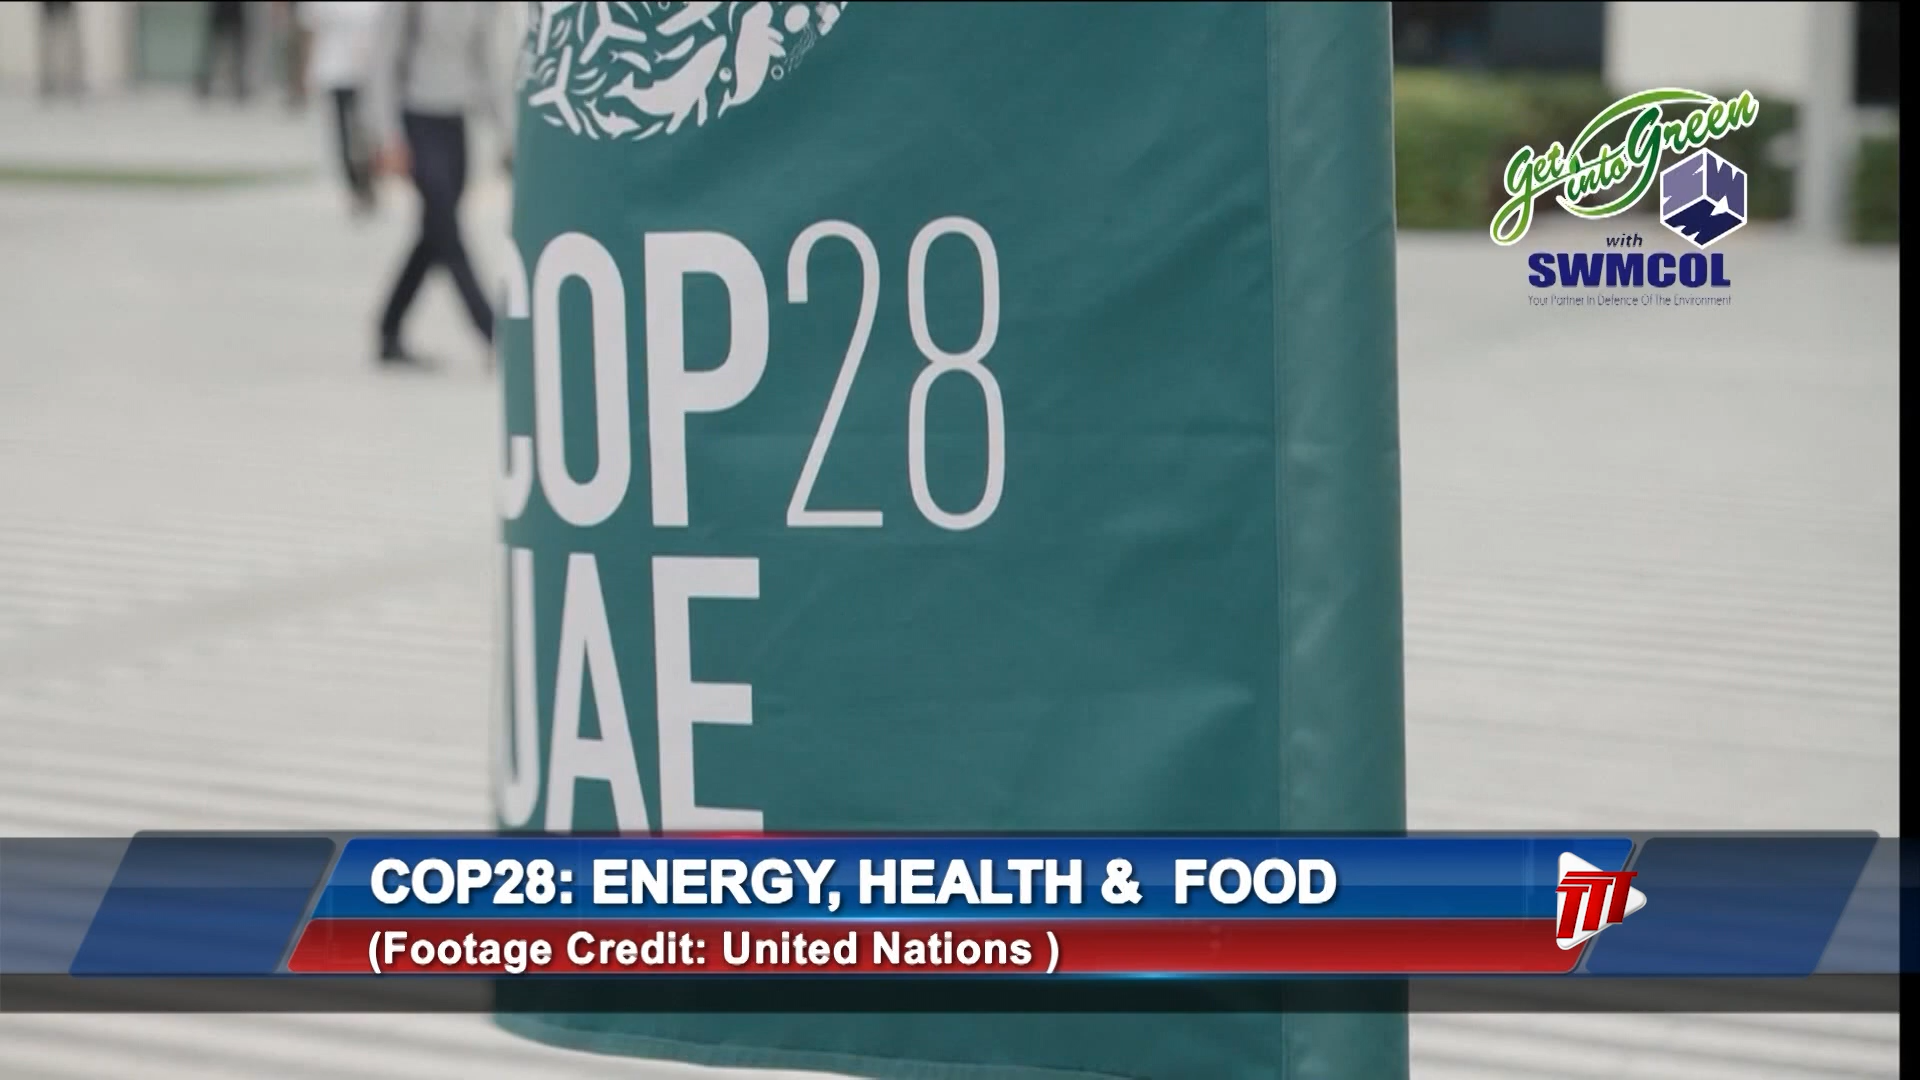 Get into Green
with
SWMCOL
Your Partner In Defence Of The Environment
COP28
UAE
COP28: ENERGY, HEALTH & FOOD
(Footage Credit: United Nations )
TTT